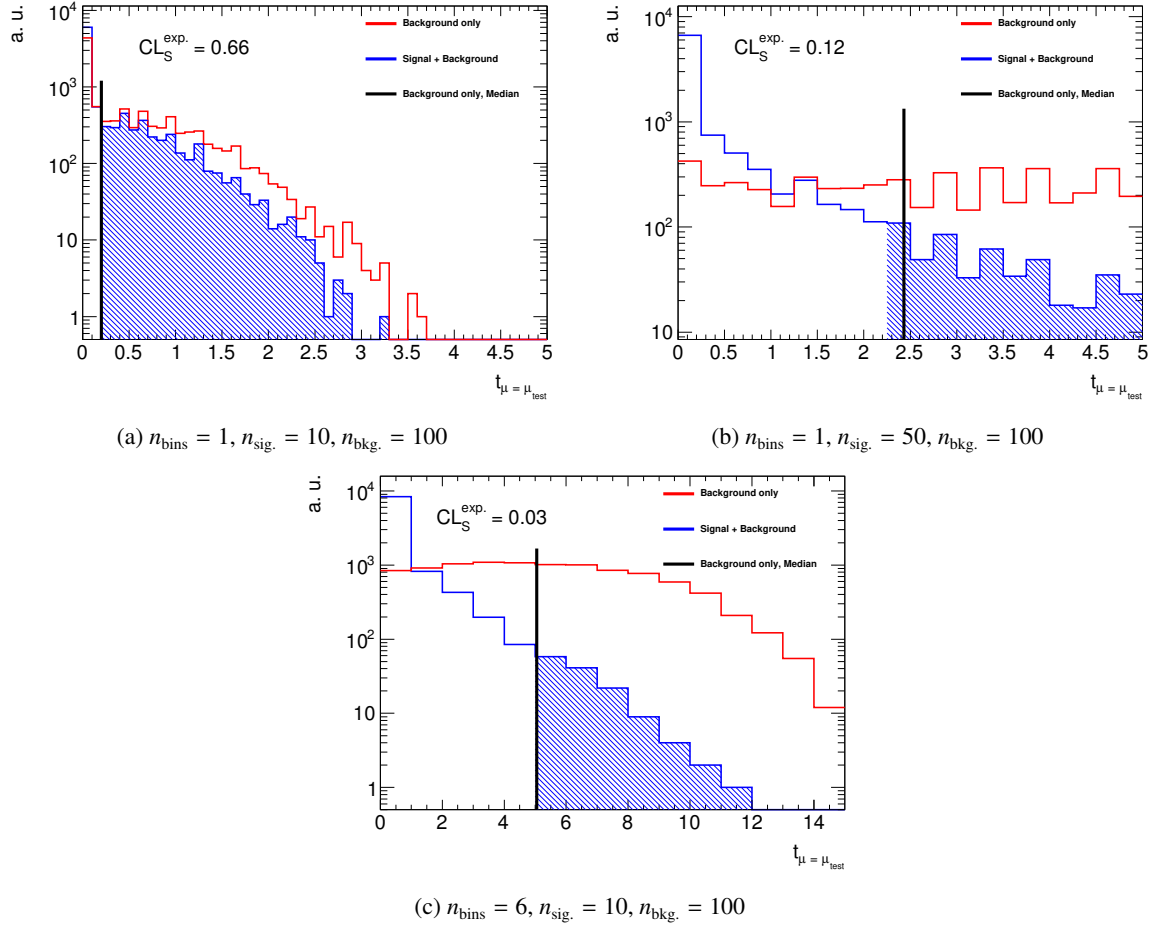 a. u.
10⁴
10³
10²
10
1
CL_S^exp. = 0.66
Background only
Signal + Background
Background only, Median
0 0.5 1 1.5 2 2.5 3 3.5 4 4.5 5
t_μ = μ_test
(a) n_bins = 1, n_sig. = 10, n_bkg. = 100
a. u.
10⁴
10³
10²
10
CL_S^exp. = 0.12
Background only
Signal + Background
Background only, Median
0 0.5 1 1.5 2 2.5 3 3.5 4 4.5 5
t_μ = μ_test
(b) n_bins = 1, n_sig. = 50, n_bkg. = 100
a. u.
10⁴
10³
10²
10
1
CL_S^exp. = 0.03
Background only
Signal + Background
Background only, Median
0 2 4 6 8 10 12 14
t_μ = μ_test
(c) n_bins = 6, n_sig. = 10, n_bkg. = 100